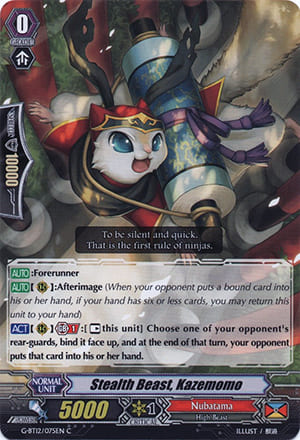 0
GRADE
SHIELD 10000
To be silent and quick.
That is the first rule of ninjas.
AUTO:Forerunner
AUTO [(R)]:Afterimage (When your opponent puts a bound card into
his or her hand, if your hand has six or less cards, you may return this
unit to your hand)
ACT [(R)]:[CB 1] & [this unit] Choose one of your opponent's
rear-guards, bind it face up, and at the end of that turn, your opponent
puts that card into his or her hand.
NORMAL
UNIT
Stealth Beast, Kazemomo
POWER
5000
1
CRITICAL
Nubatama
High Beast
G-BT12/075EN C
ILLUST /